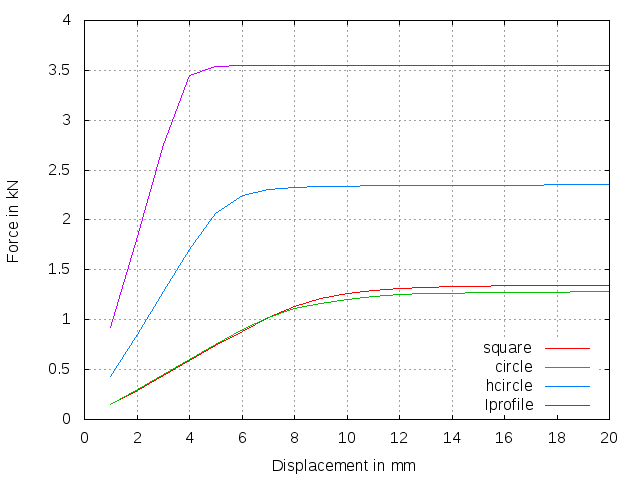 4
3.5
3
2.5
2
1.5
1
0.5
0
Force in kN
square
circle
hcircle
Iprofile
0 2 4 6 8 10 12 14 16 18 20
Displacement in mm